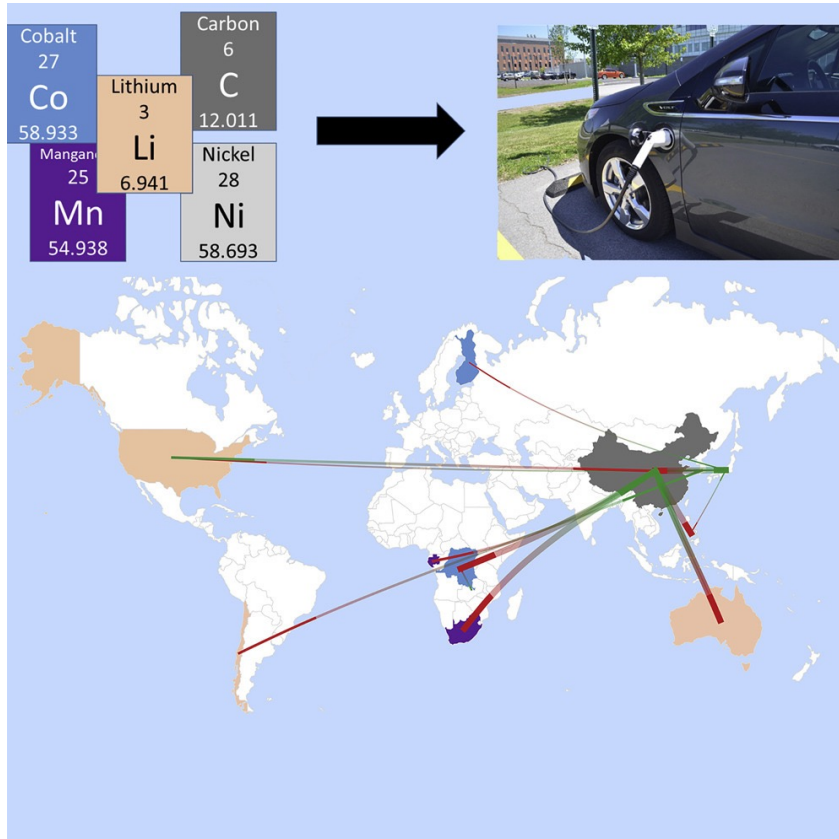 Cobalt
27
Co
58.933
Carbon
6
C
12.011
Lithium
3
Li
6.941
Mangan
25
Mn
54.938
Nickel
28
Ni
58.693